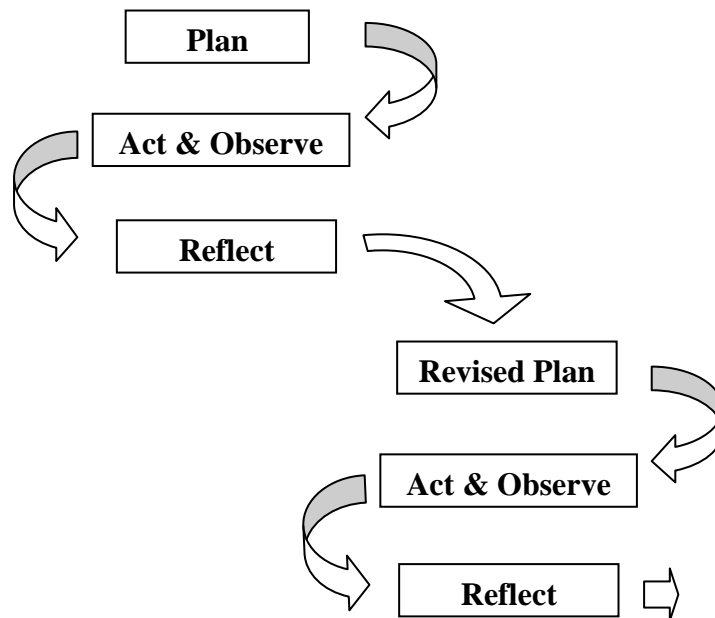 Plan
Act & Observe
Reflect
Revised Plan
Act & Observe
Reflect